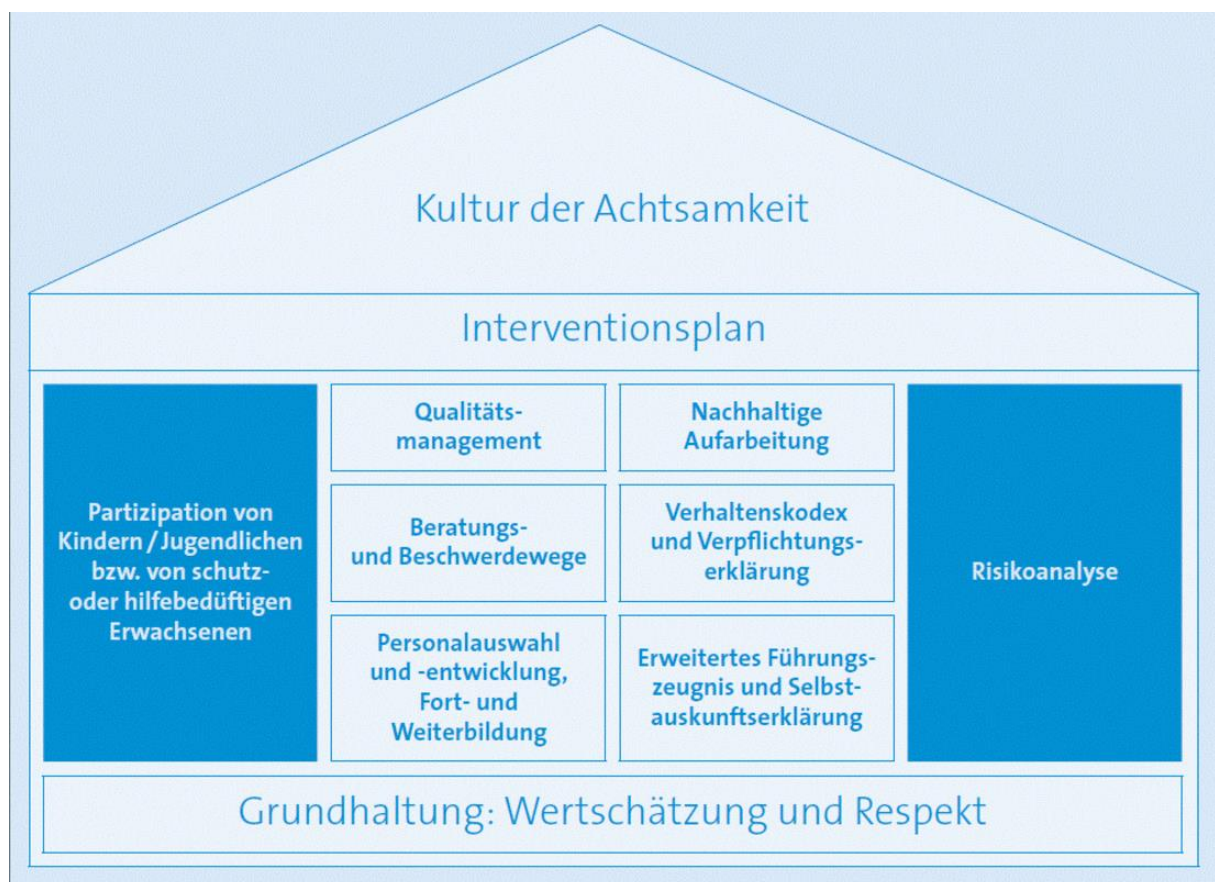 Kultur der Achtsamkeit
Interventionsplan
Partizipation von
Kindern / Jugendlichen
bzw. von schutz-
oder hilfebedüftigen
Erwachsenen
Qualitäts-
management
Nachhaltige
Aufarbeitung
Beratungs-
und Beschwerdewege
Verhaltenskodex
und Verpflichtungs-
erklärung
Personalauswahl
und -entwicklung,
Fort- und
Weiterbildung
Erweitertes Führungs-
zeugnis und Selbst-
auskunftserklärung
Risikoanalyse
Grundhaltung: Wertschätzung und Respekt